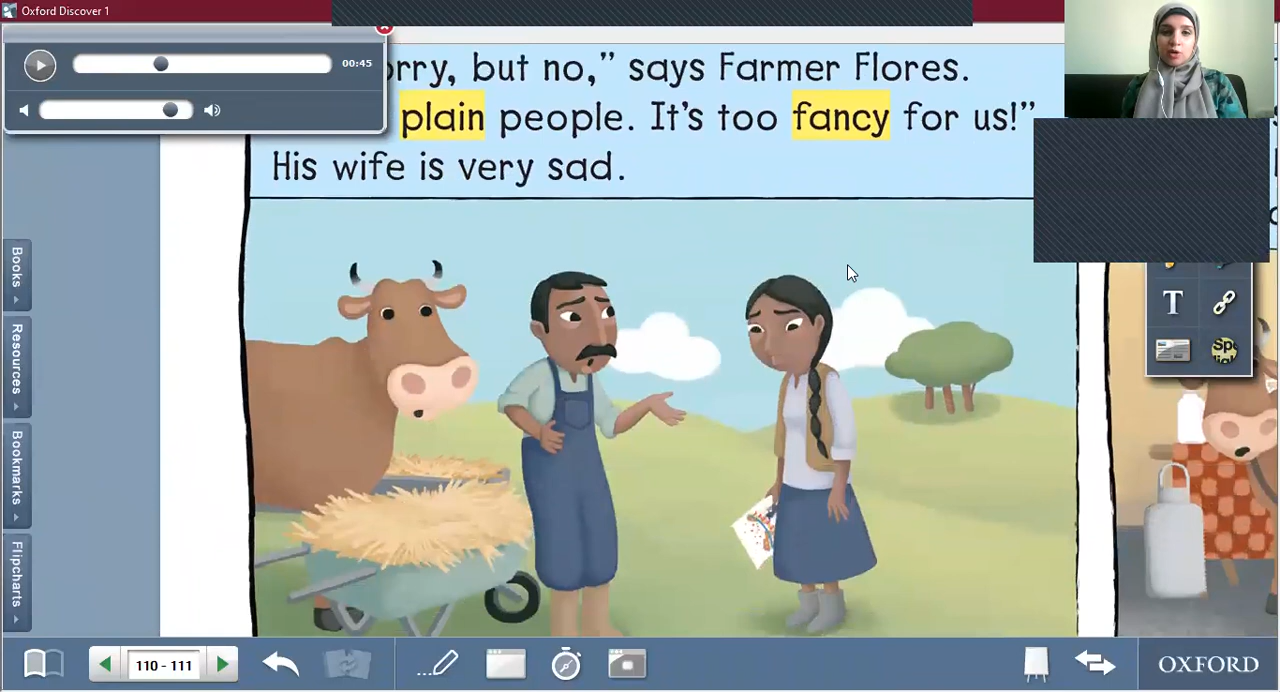 Oxford Discover 1
00:45
orry, but no,” says Farmer Flores.
plain people. It’s too fancy for us!”
His wife is very sad.
Books
Resources
Bookmarks
Flipcharts
T
110 - 111
OXFORD